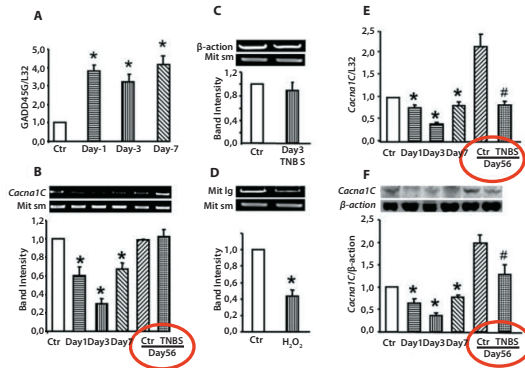 A
GADD45G/L32
5,0
4,0
3,0
2,0
1,0
0,0
*
*
*
Ctr Day-1 Day-3 Day-7
B
Cacna1C
Mit sm
Band Intensity
1,2
1,0
0,8
0,6
0,4
0,2
0,0
*
*
*
Ctr Day1 Day3 Day7 Ctr TNBS
Day56
C
β-action
Mit sm
Band Intensity
1,2
0,8
0,4
0,0
Ctr Day3
TNB S
D
Mit lg
Mit sm
Band Intensity
1,2
1,0
0,8
0,6
0,4
0,2
0,0
*
Ctr H₂O₂
E
Cacna1C/L32
2,5
2,0
1,5
1,0
0,5
0,0
*
*
*
#
Ctr Day1 Day3 Day7 Ctr TNBS
Day56
F
Cacna1C
β-action
Cacna1C/β-action
2,5
2,0
1,5
1,0
0,5
0,0
*
*
*
#
Ctr Day1 Day3 Day7 Ctr TNBS
Day56